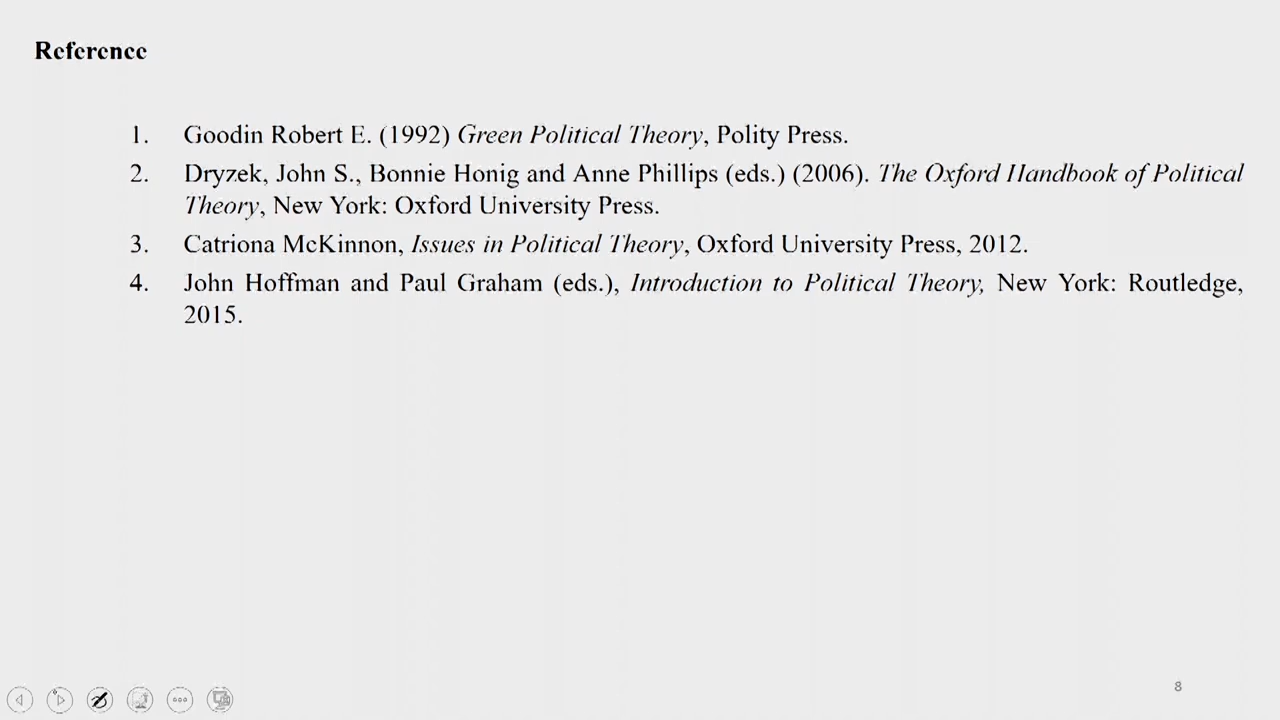 Reference
1. Goodin Robert E. (1992) Green Political Theory, Polity Press.
2. Dryzek, John S., Bonnie Honig and Anne Phillips (eds.) (2006). The Oxford Handbook of Political
Theory, New York: Oxford University Press.
3. Catriona McKinnon, Issues in Political Theory, Oxford University Press, 2012.
4. John Hoffman and Paul Graham (eds.), Introduction to Political Theory, New York: Routledge,
2015.
8